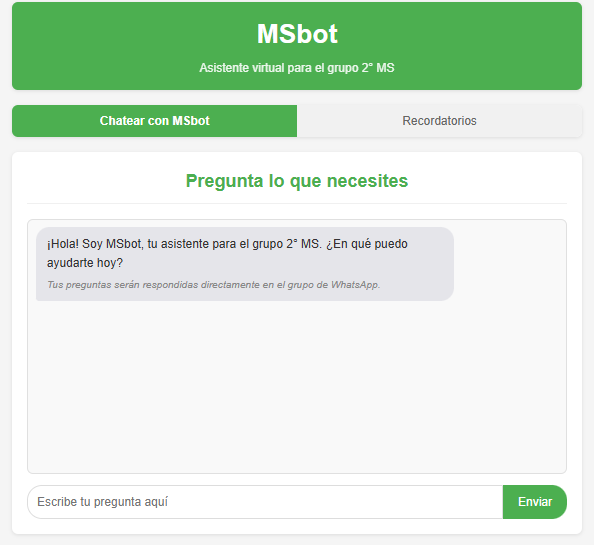 MSbot
Asistente virtual para el grupo 2° MS
Chatear con MSbot
Recordatorios
Pregunta lo que necesites
¡Hola! Soy MSbot, tu asistente para el grupo 2° MS. ¿En qué puedo
ayudarte hoy?
Tus preguntas serán respondidas directamente en el grupo de WhatsApp.
Escribe tu pregunta aquí
Enviar